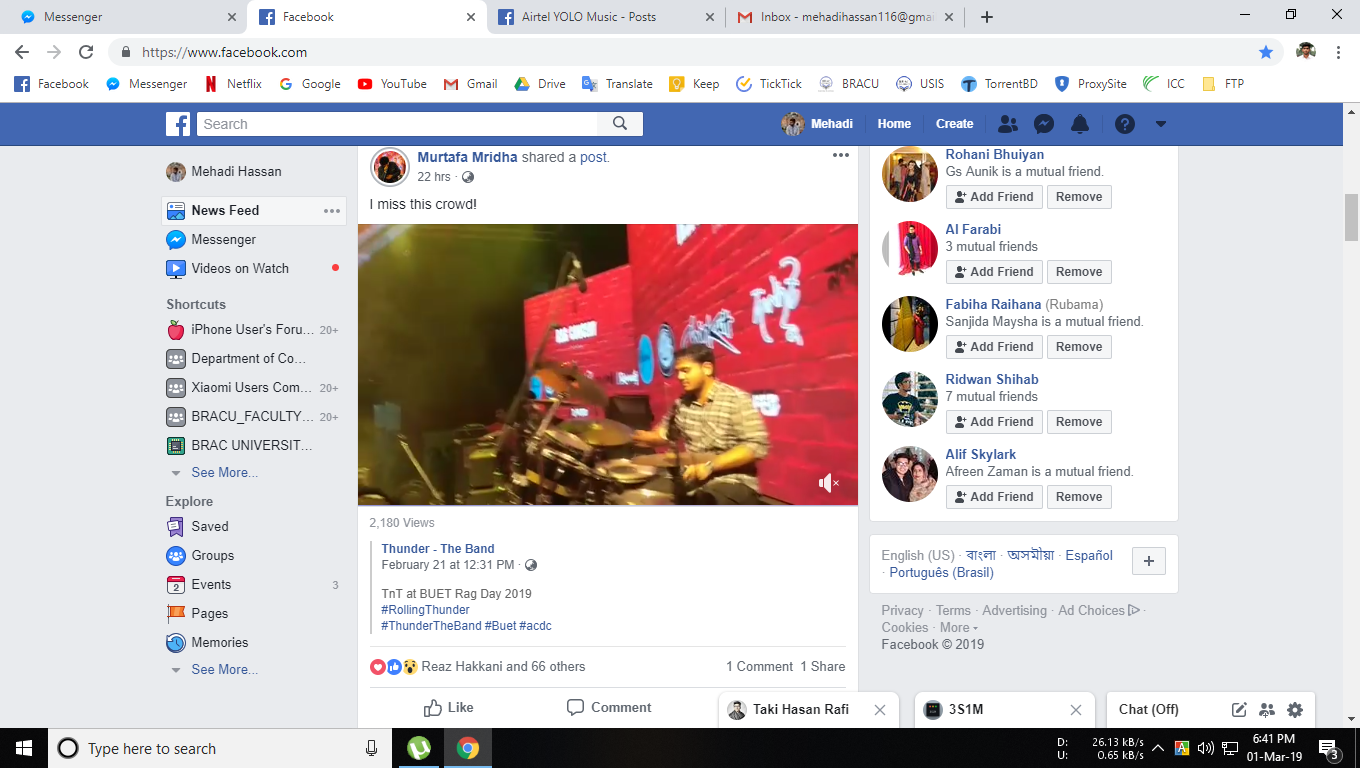 Messenger
Facebook
Airtel YOLO Music - Posts
Inbox - mehadihassan116@gmai
https://www.facebook.com
Facebook
Messenger
Netflix
Google
YouTube
Gmail
Drive
Translate
Keep
TickTick
BRACU
USIS
TorrentBD
ProxySite
ICC
FTP
Search
Mehadi
Home
Create
Mehadi Hassan
News Feed
Messenger
Videos on Watch
Shortcuts
iPhone User's Foru... 20+
Department of Co...
Xiaomi Users Com... 20+
BRACU_FACULTY... 20+
BRAC UNIVERSIT...
See More...
Explore
Saved
Groups
Events 3
Pages
Memories
See More...
Murtafa Mridha shared a post.
22 hrs ·
I miss this crowd!
2,180 Views
Thunder - The Band
February 21 at 12:31 PM ·
TnT at BUET Rag Day 2019
#RollingThunder
#ThunderTheBand #Buet #acdc
Reaz Hakkani and 66 others
1 Comment 1 Share
Like
Comment
Rohani Bhuiyan
Gs Aunik is a mutual friend.
Add Friend Remove
Al Farabi
3 mutual friends
Add Friend Remove
Fabiha Raihana (Rubama)
Sanjida Maysha is a mutual friend.
Add Friend Remove
Ridwan Shihab
7 mutual friends
Add Friend Remove
Alif Skylark
Afreen Zaman is a mutual friend.
Add Friend Remove
English (US) · বাংলা · অসমীয়া · Español
· Português (Brasil)
Privacy · Terms · Advertising · Ad Choices ·
Cookies · More
Facebook © 2019
Taki Hasan Rafi
3S1M
Chat (Off)
Type here to search
D: 26.13 kB/s
U: 0.65 kB/s
6:41 PM
01-Mar-19
3